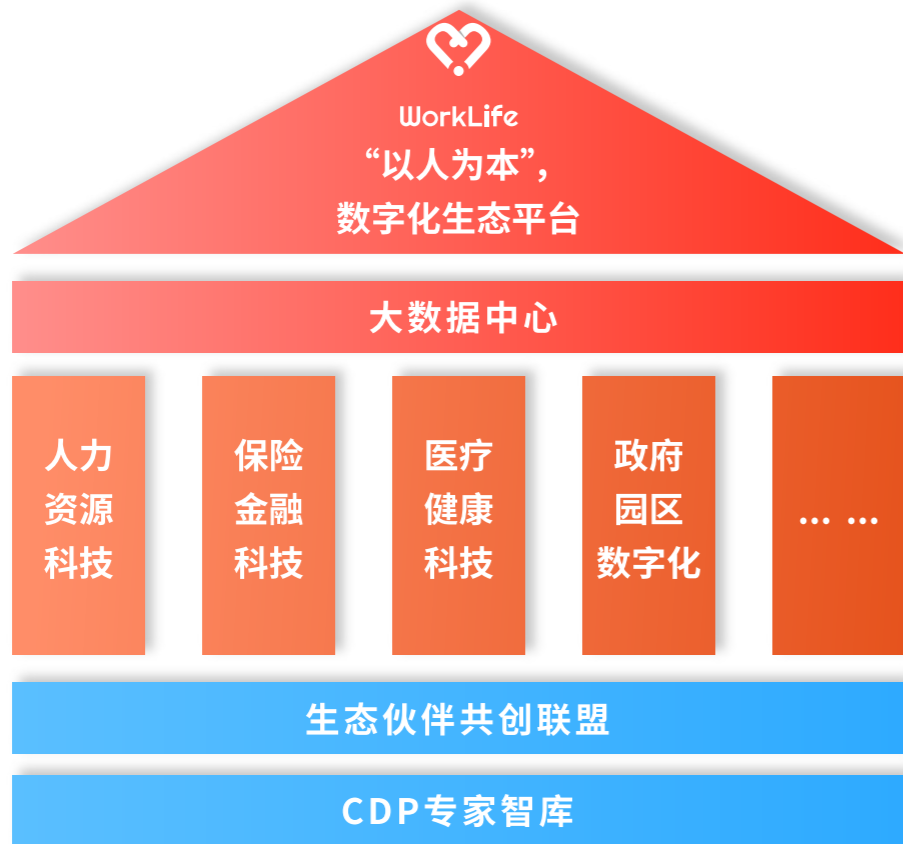 WorkLife
“以人为本”，
数字化生态平台
大数据中心
人力
资源
科技
保险
金融
科技
医疗
健康
科技
政府
园区
数字化
... ...
生态伙伴共创联盟
CDP专家智库